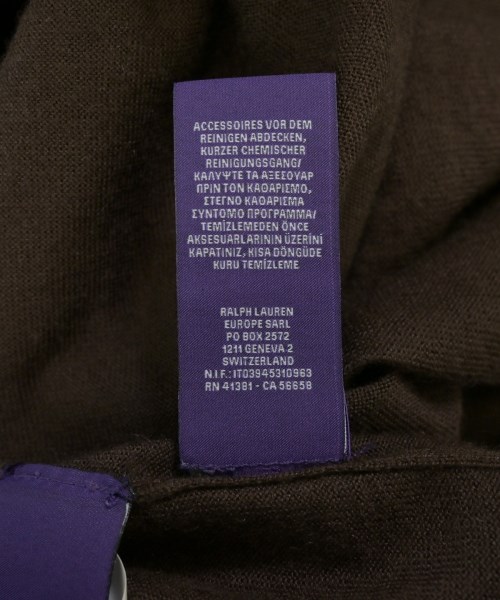 ACCESSOIRES VOR DEM
REINIGEN ABDECKEN,
KURZER CHEMISCHER
REINIGUNGSGANG/
ΚΑΛΥΨΤΕ ΤΑ ΑΞΕΣΟΥΑΡ
ΠΡΙΝ ΤΟΝ ΚΑΘΑΡΙΣΜΟ,
ΣΤΕΓΝΟ ΚΑΘΑΡΙΣΜΑ
ΣΥΝΤΟΜΟ ΠΡΟΓΡΑΜΜΑ/
TEMİZLEMEDEN ÖNCE
AKSESUARLARININ ÜZERİNİ
KAPATINIZ, KISA DÖNGÜDE
KURU TEMİZLEME
RALPH LAUREN
EUROPE SARL
PO BOX 2572
1211 GENEVA 2
SWITZERLAND
N.I.F.: IT03945310963
RN 41381 - CA 56658